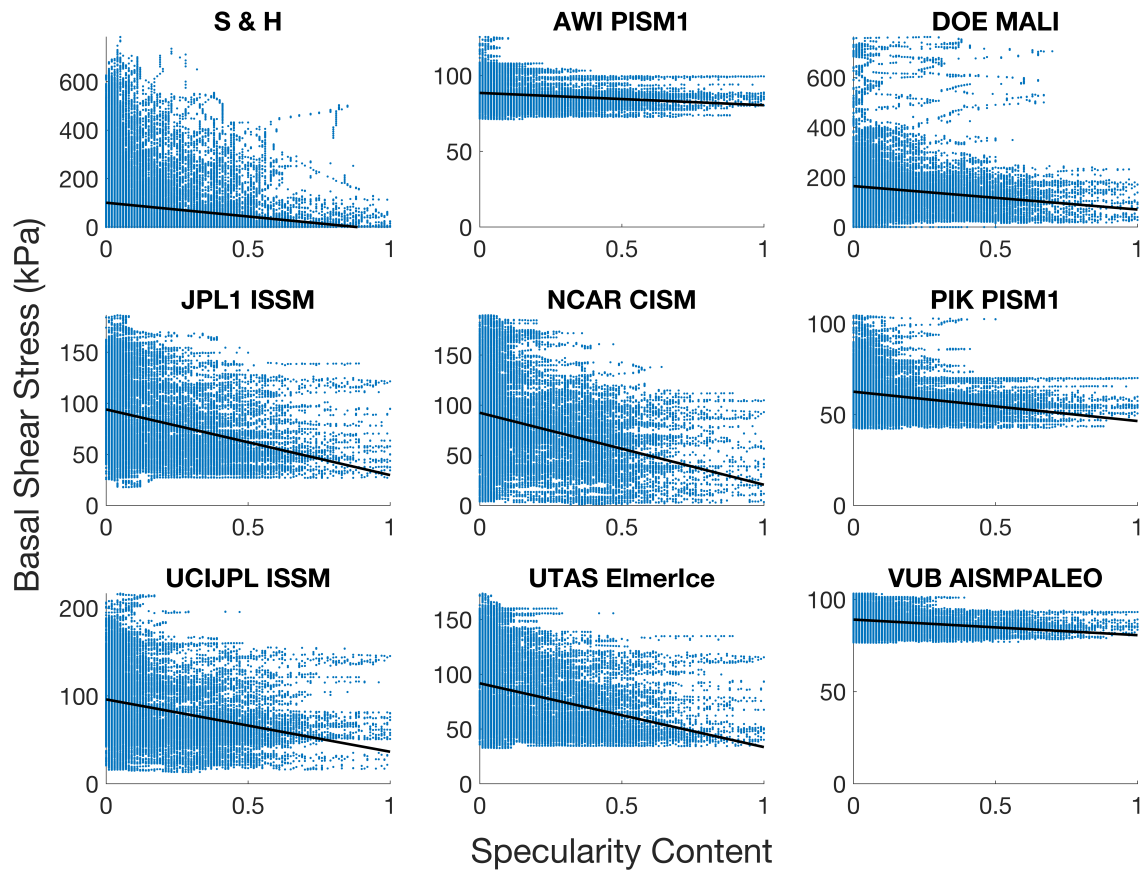 S & H
AWI PISM1
DOE MALI
600
400
200
0
0 0.5 1
100
50
0
0 0.5 1
600
400
200
0
0 0.5 1
Basal Shear Stress (kPa)
JPL1 ISSM
NCAR CISM
PIK PISM1
150
100
50
0
0 0.5 1
150
100
50
0
0 0.5 1
100
50
0
0 0.5 1
UCIJPL ISSM
UTAS ElmerIce
VUB AISMPALEO
200
100
0
0 0.5 1
150
100
50
0
0 0.5 1
100
50
0
0 0.5 1
Specularity Content